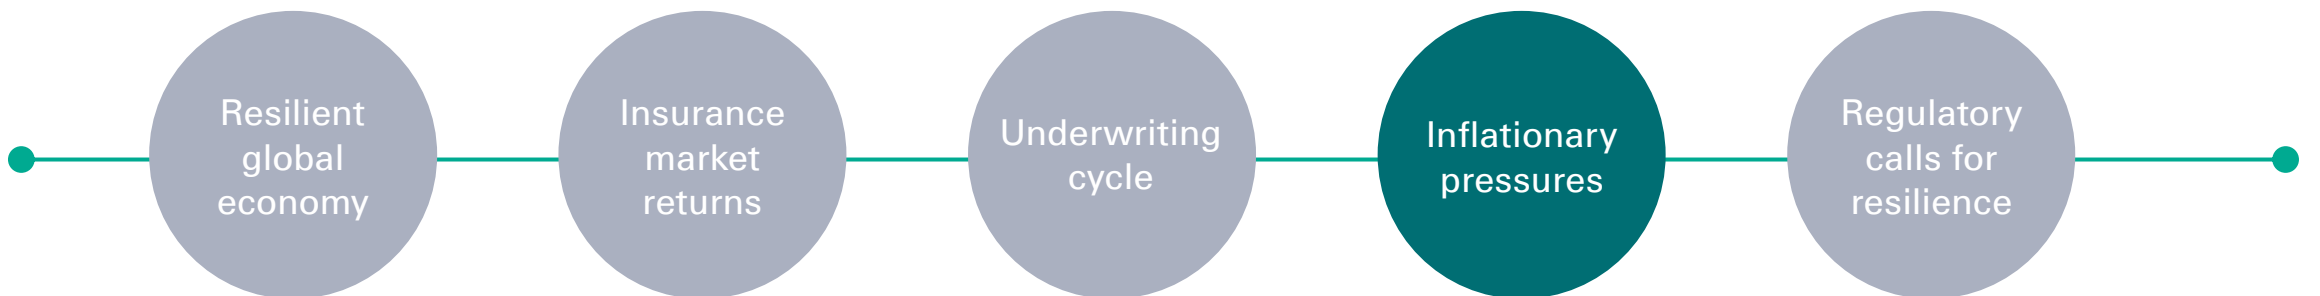 Resilient
global
economy
Insurance
market
returns
Underwriting
cycle
Inflationary
pressures
Regulatory
calls for
resilience